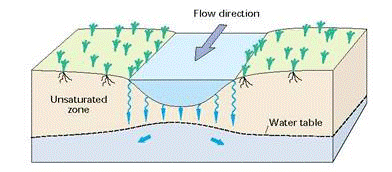 Flow direction
Unsaturated
zone
Water table